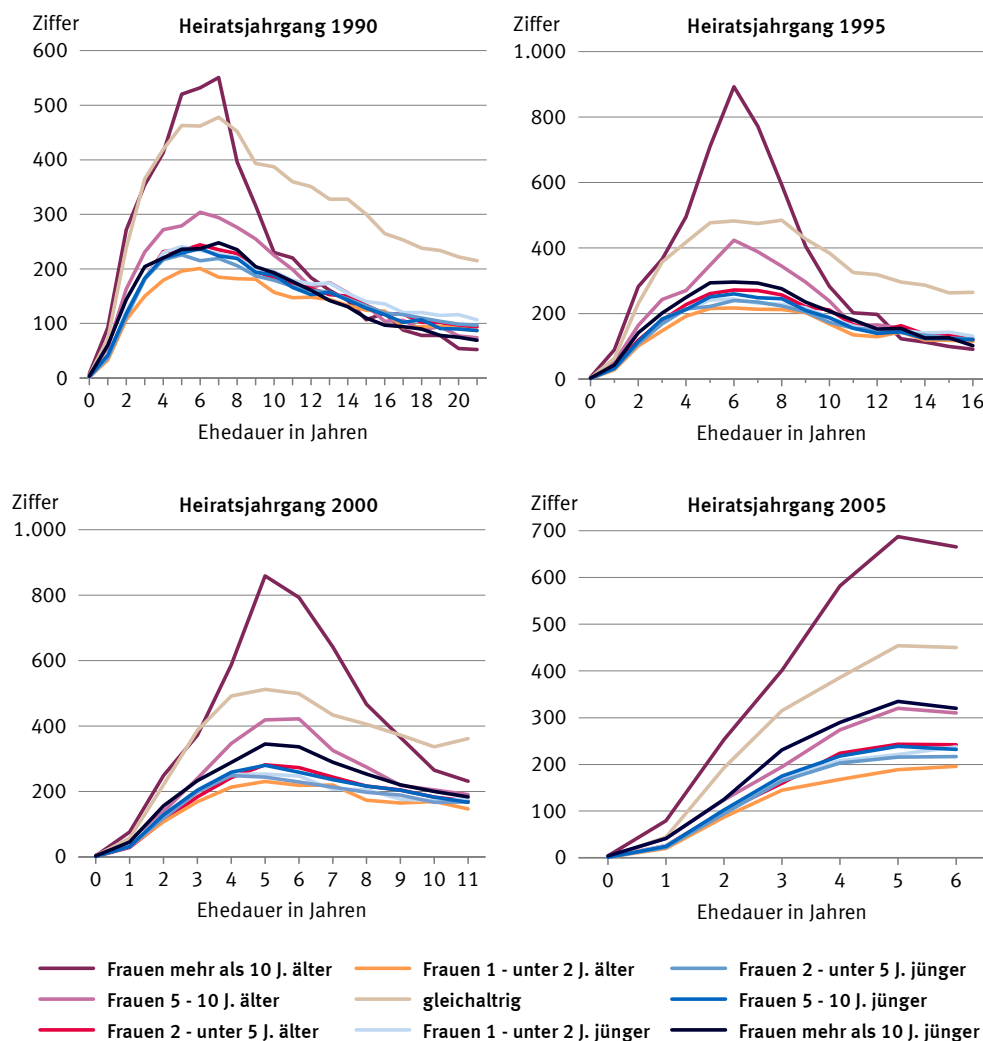 Ziffer Heiratsjahrgang 1990
600
500
400
300
200
100
0
0 2 4 6 8 10 12 14 16 18 20
Ehedauer in Jahren
Ziffer Heiratsjahrgang 1995
1.000
800
600
400
200
0
0 2 4 6 8 10 12 14 16
Ehedauer in Jahren
Ziffer Heiratsjahrgang 2000
1.000
800
600
400
200
0
0 1 2 3 4 5 6 7 8 9 10 11
Ehedauer in Jahren
Ziffer Heiratsjahrgang 2005
700
600
500
400
300
200
100
0
0 1 2 3 4 5 6
Ehedauer in Jahren
Frauen mehr als 10 J. älter Frauen 1 - unter 2 J. älter Frauen 2 - unter 5 J. jünger
Frauen 5 - 10 J. älter gleichaltrig Frauen 5 - 10 J. jünger
Frauen 2 - unter 5 J. älter Frauen 1 - unter 2 J. jünger Frauen mehr als 10 J. jünger